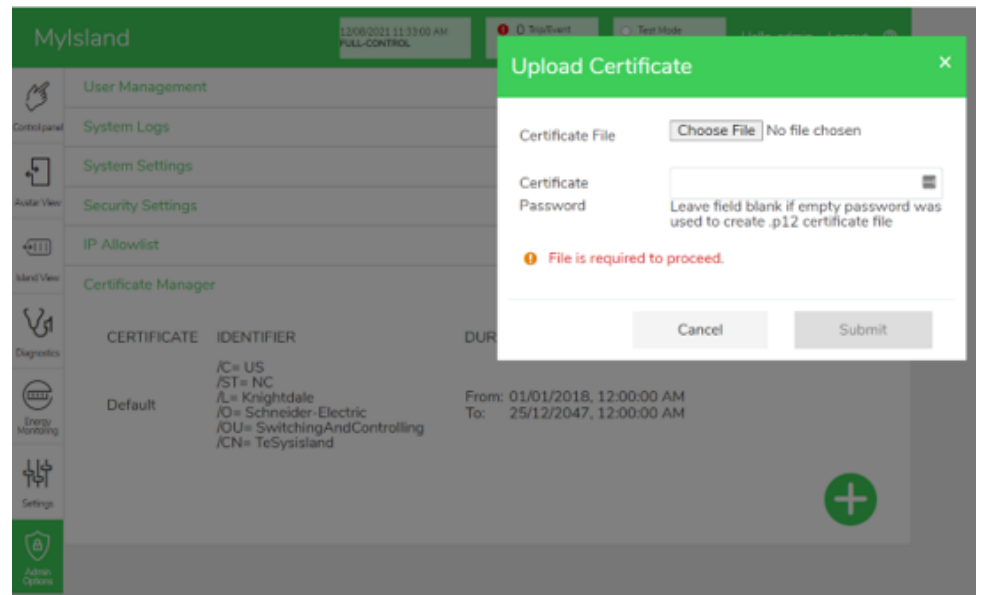 MyIsland
12/08/2021 11:33:00 AM
FULL-CONTROL
0 Trip/Event
Test Mode
Hello admin Logout
Control panel
Avatar View
Island View
Diagnostics
Energy
Monitoring
Settings
Admin
Options
User Management
System Logs
System Settings
Security Settings
IP Allowlist
Certificate Manager
CERTIFICATE IDENTIFIER DUR
Default
/C= US
/ST= NC
/L= Knightdale
/O= Schneider-Electric
/OU= SwitchingAndControlling
/CN= TeSysisland
From: 01/01/2018, 12:00:00 AM
To: 25/12/2047, 12:00:00 AM
Upload Certificate
Certificate File
Choose File No file chosen
Certificate
Password
Leave field blank if empty password was
used to create .p12 certificate file
File is required to proceed.
Cancel
Submit